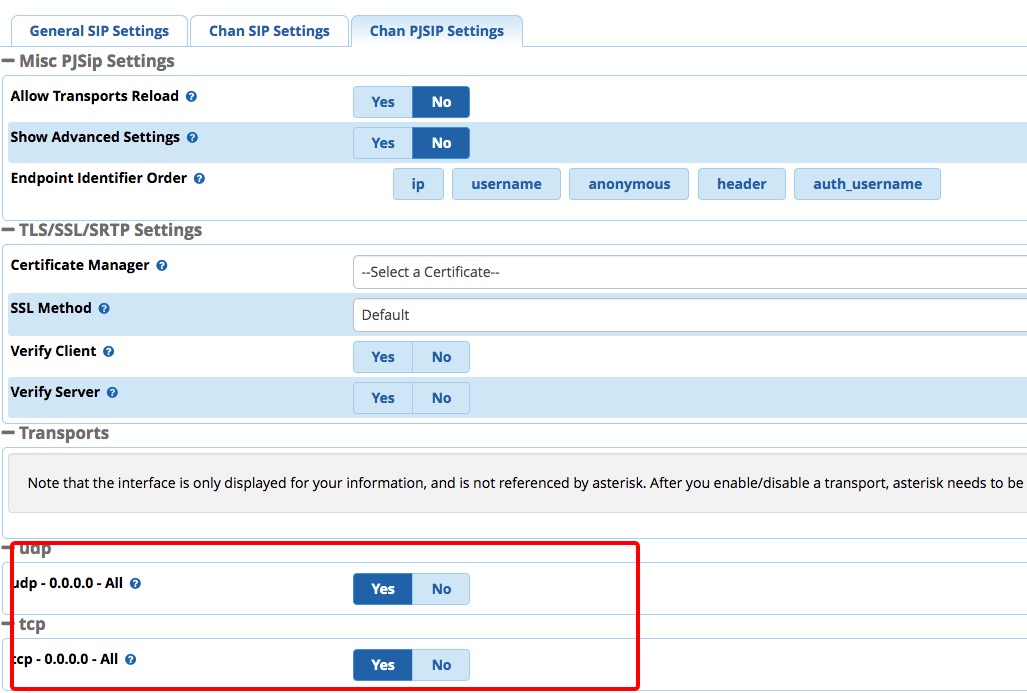 General SIP Settings Chan SIP Settings Chan PJSIP Settings
Misc PJSip Settings
Allow Transports Reload Yes No
Show Advanced Settings Yes No
Endpoint Identifier Order ip username anonymous header auth_username
TLS/SSL/SRTP Settings
Certificate Manager --Select a Certificate--
SSL Method Default
Verify Client Yes No
Verify Server Yes No
Transports
Note that the interface is only displayed for your information, and is not referenced by asterisk. After you enable/disable a transport, asterisk needs to be
udp
udp - 0.0.0.0 - All Yes No
tcp
tcp - 0.0.0.0 - All Yes No